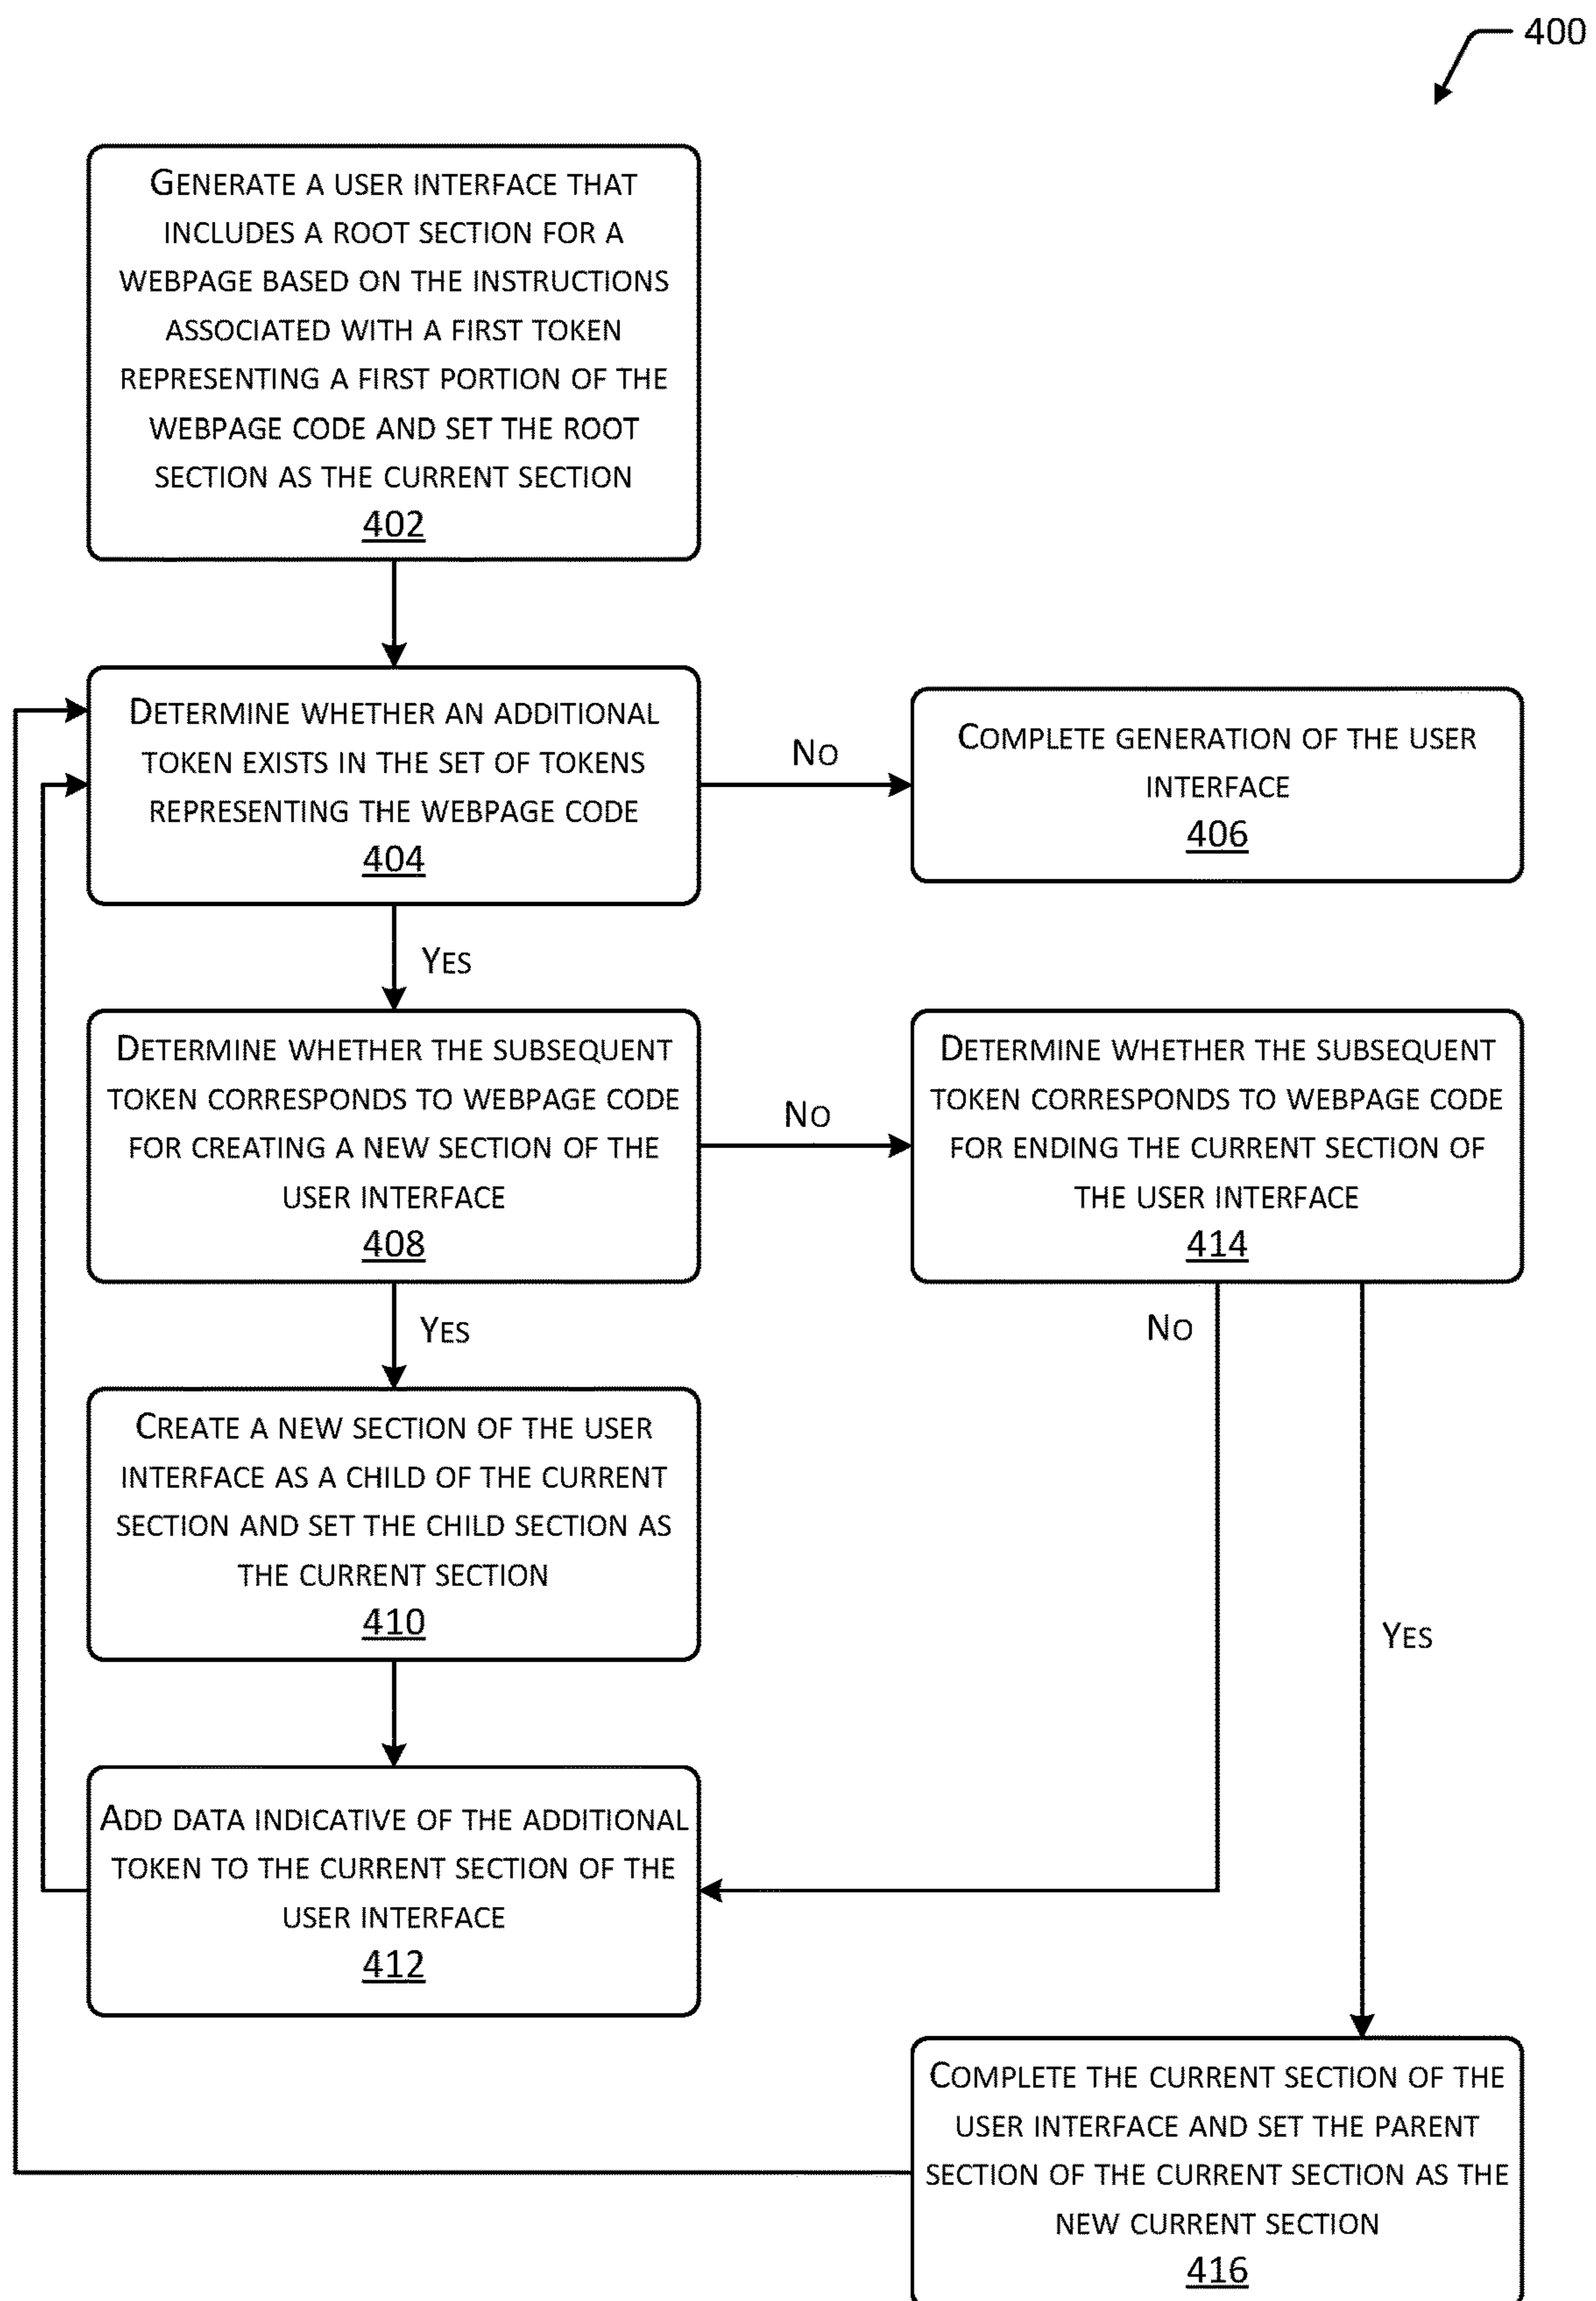 400
GENERATE A USER INTERFACE THAT
INCLUDES A ROOT SECTION FOR A
WEBPAGE BASED ON THE INSTRUCTIONS
ASSOCIATED WITH A FIRST TOKEN
REPRESENTING A FIRST PORTION OF THE
WEBPAGE CODE AND SET THE ROOT
SECTION AS THE CURRENT SECTION
402
DETERMINE WHETHER AN ADDITIONAL
TOKEN EXISTS IN THE SET OF TOKENS
REPRESENTING THE WEBPAGE CODE
404
NO
COMPLETE GENERATION OF THE USER
INTERFACE
406
YES
DETERMINE WHETHER THE SUBSEQUENT
TOKEN CORRESPONDS TO WEBPAGE CODE
FOR CREATING A NEW SECTION OF THE
USER INTERFACE
408
NO
DETERMINE WHETHER THE SUBSEQUENT
TOKEN CORRESPONDS TO WEBPAGE CODE
FOR ENDING THE CURRENT SECTION OF
THE USER INTERFACE
414
YES
NO
CREATE A NEW SECTION OF THE USER
INTERFACE AS A CHILD OF THE CURRENT
SECTION AND SET THE CHILD SECTION AS
THE CURRENT SECTION
410
YES
ADD DATA INDICATIVE OF THE ADDITIONAL
TOKEN TO THE CURRENT SECTION OF THE
USER INTERFACE
412
COMPLETE THE CURRENT SECTION OF THE
USER INTERFACE AND SET THE PARENT
SECTION OF THE CURRENT SECTION AS THE
NEW CURRENT SECTION
416